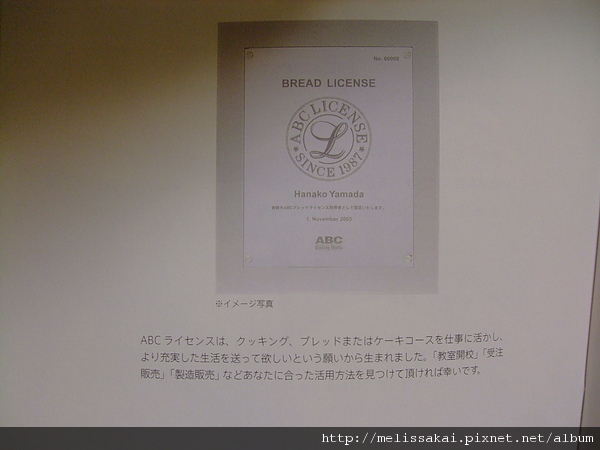 BREAD LICENSE
ABC LICENSE
L
SINCE 1987
Hanako Yamada
ABC
※イメージ写真
ABC ライセンスは、クッキング、ブレッドまたはケーキコースを仕事に活かし、
より充実した生活を送って欲しいという願いから生まれました。「教室開校」「受注
販売」「製造販売」などあなたに合った活用方法を見つけて頂ければ幸いです。
http://melissakai.pixnet.net/album